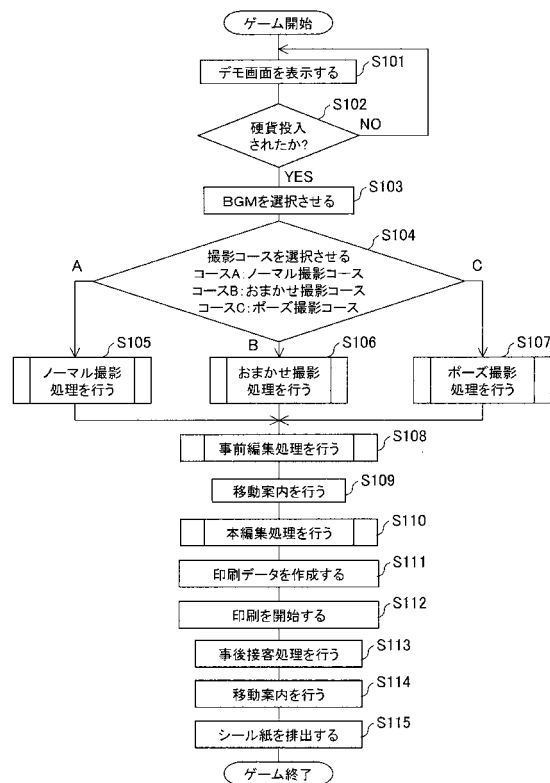 ゲーム開始
S101
デモ画面を表示する
S102
硬貨投入
されたか?
NO
YES
S103
BGMを選択させる
S104
撮影コースを選択させる
コースA:ノーマル撮影コース
コースB:おまかせ撮影コース
コースC:ポーズ撮影コース
A
C
B
S105
ノーマル撮影
処理を行う
S106
おまかせ撮影
処理を行う
S107
ポーズ撮影
処理を行う
S108
事前編集処理を行う
S109
移動案内を行う
S110
本編集処理を行う
S111
印刷データを作成する
S112
印刷を開始する
S113
事後接客処理を行う
S114
移動案内を行う
S115
シール紙を排出する
ゲーム終了